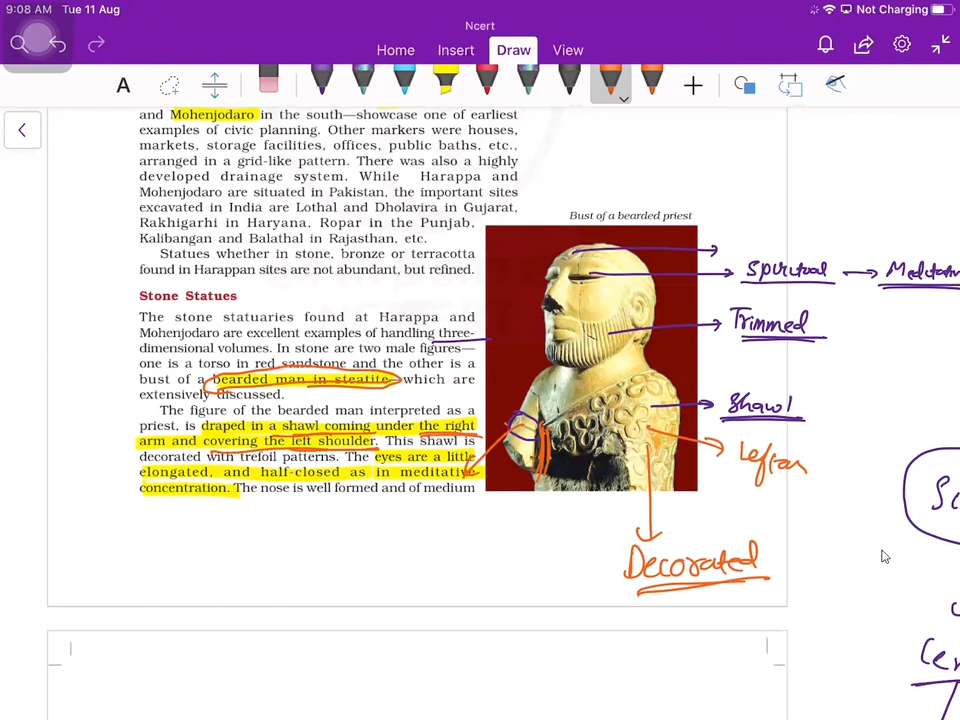 9:08 AM Tue 11 Aug
Not Charging
Ncert
Home Insert Draw View
A
and Mohenjodaro in the south—showcase one of earliest
examples of civic planning. Other markers were houses,
markets, storage facilities, offices, public baths, etc.,
arranged in a grid-like pattern. There was also a highly
developed drainage system. While Harappa and
Mohenjodaro are situated in Pakistan, the important sites
excavated in India are Lothal and Dholavira in Gujarat,
Rakhigarhi in Haryana, Ropar in the Punjab,
Kalibangan and Balathal in Rajasthan, etc.
Statues whether in stone, bronze or terracotta
found in Harappan sites are not abundant, but refined.
Stone Statues
The stone statuaries found at Harappa and
Mohenjodaro are excellent examples of handling three-
dimensional volumes. In stone are two male figures—
one is a torso in red sandstone and the other is a
bust of a bearded man in steatite which are
extensively discussed.
The figure of the bearded man interpreted as a
priest, is draped in a shawl coming under the right
arm and covering the left shoulder. This shawl is
decorated with trefoil patterns. The eyes are a little
elongated, and half-closed as in meditative
concentration. The nose is well formed and of medium
Bust of a bearded priest
Spiritual
Trimmed
Shawl
Decorated